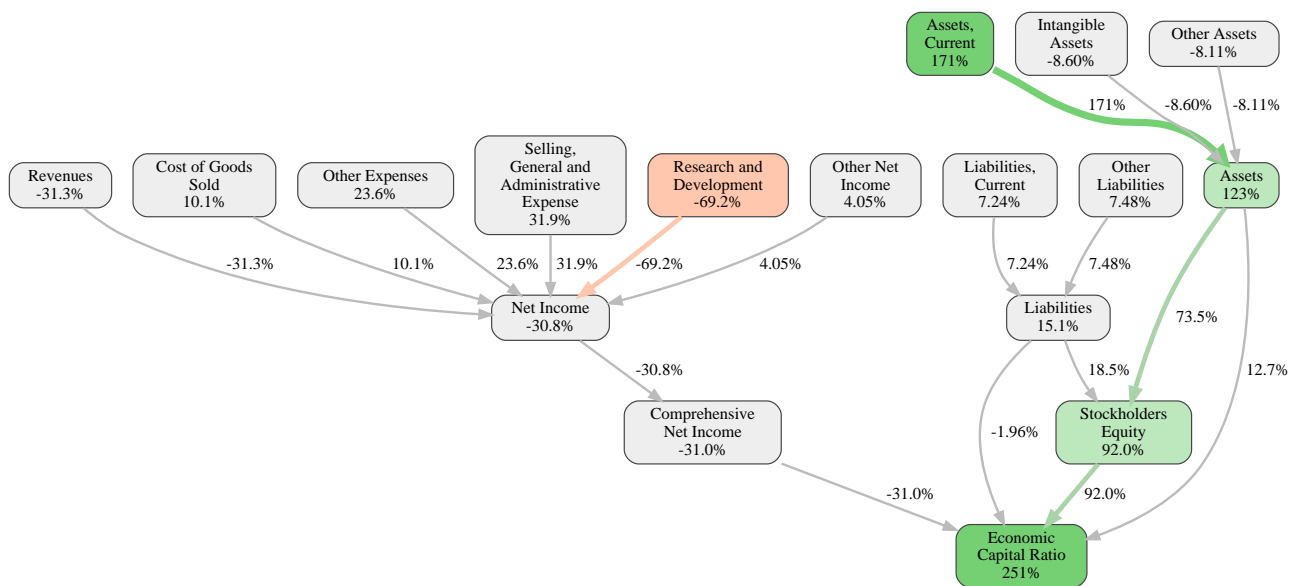 Assets,
Current
171%
Intangible
Assets
-8.60%
Other Assets
-8.11%
171%
-8.60%
-8.11%
Revenues
-31.3%
Cost of Goods
Sold
10.1%
Other Expenses
23.6%
Selling,
General and
Administrative
Expense
31.9%
Research and
Development
-69.2%
Other Net
Income
4.05%
Liabilities,
Current
7.24%
Other
Liabilities
7.48%
Assets
123%
-31.3%
10.1%
23.6%
31.9%
-69.2%
4.05%
7.24%
7.48%
Net Income
-30.8%
Liabilities
15.1%
73.5%
-30.8%
18.5%
12.7%
Comprehensive
Net Income
-31.0%
-1.96%
Stockholders
Equity
92.0%
-31.0%
92.0%
Economic
Capital Ratio
251%